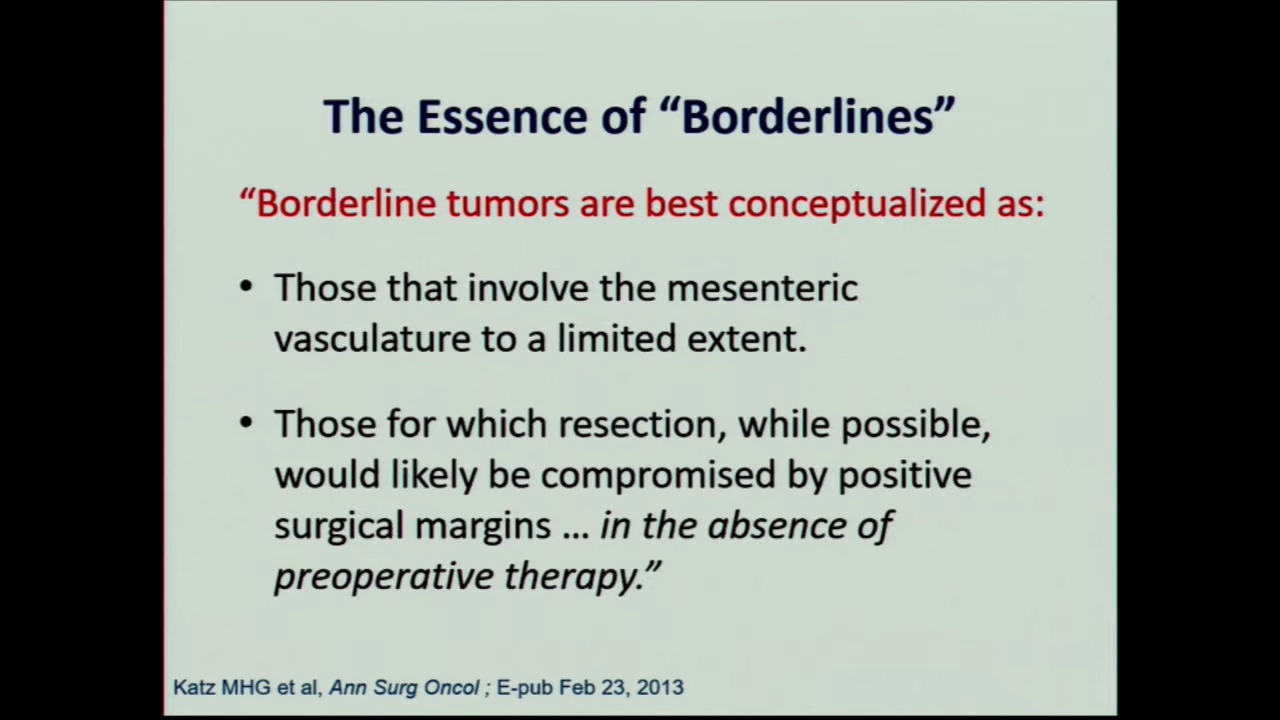 The Essence of “Borderlines”
“Borderline tumors are best conceptualized as:
• Those that involve the mesenteric
vasculature to a limited extent.
• Those for which resection, while possible,
would likely be compromised by positive
surgical margins ... in the absence of
preoperative therapy.”
Katz MHG et al, Ann Surg Oncol ; E-pub Feb 23, 2013